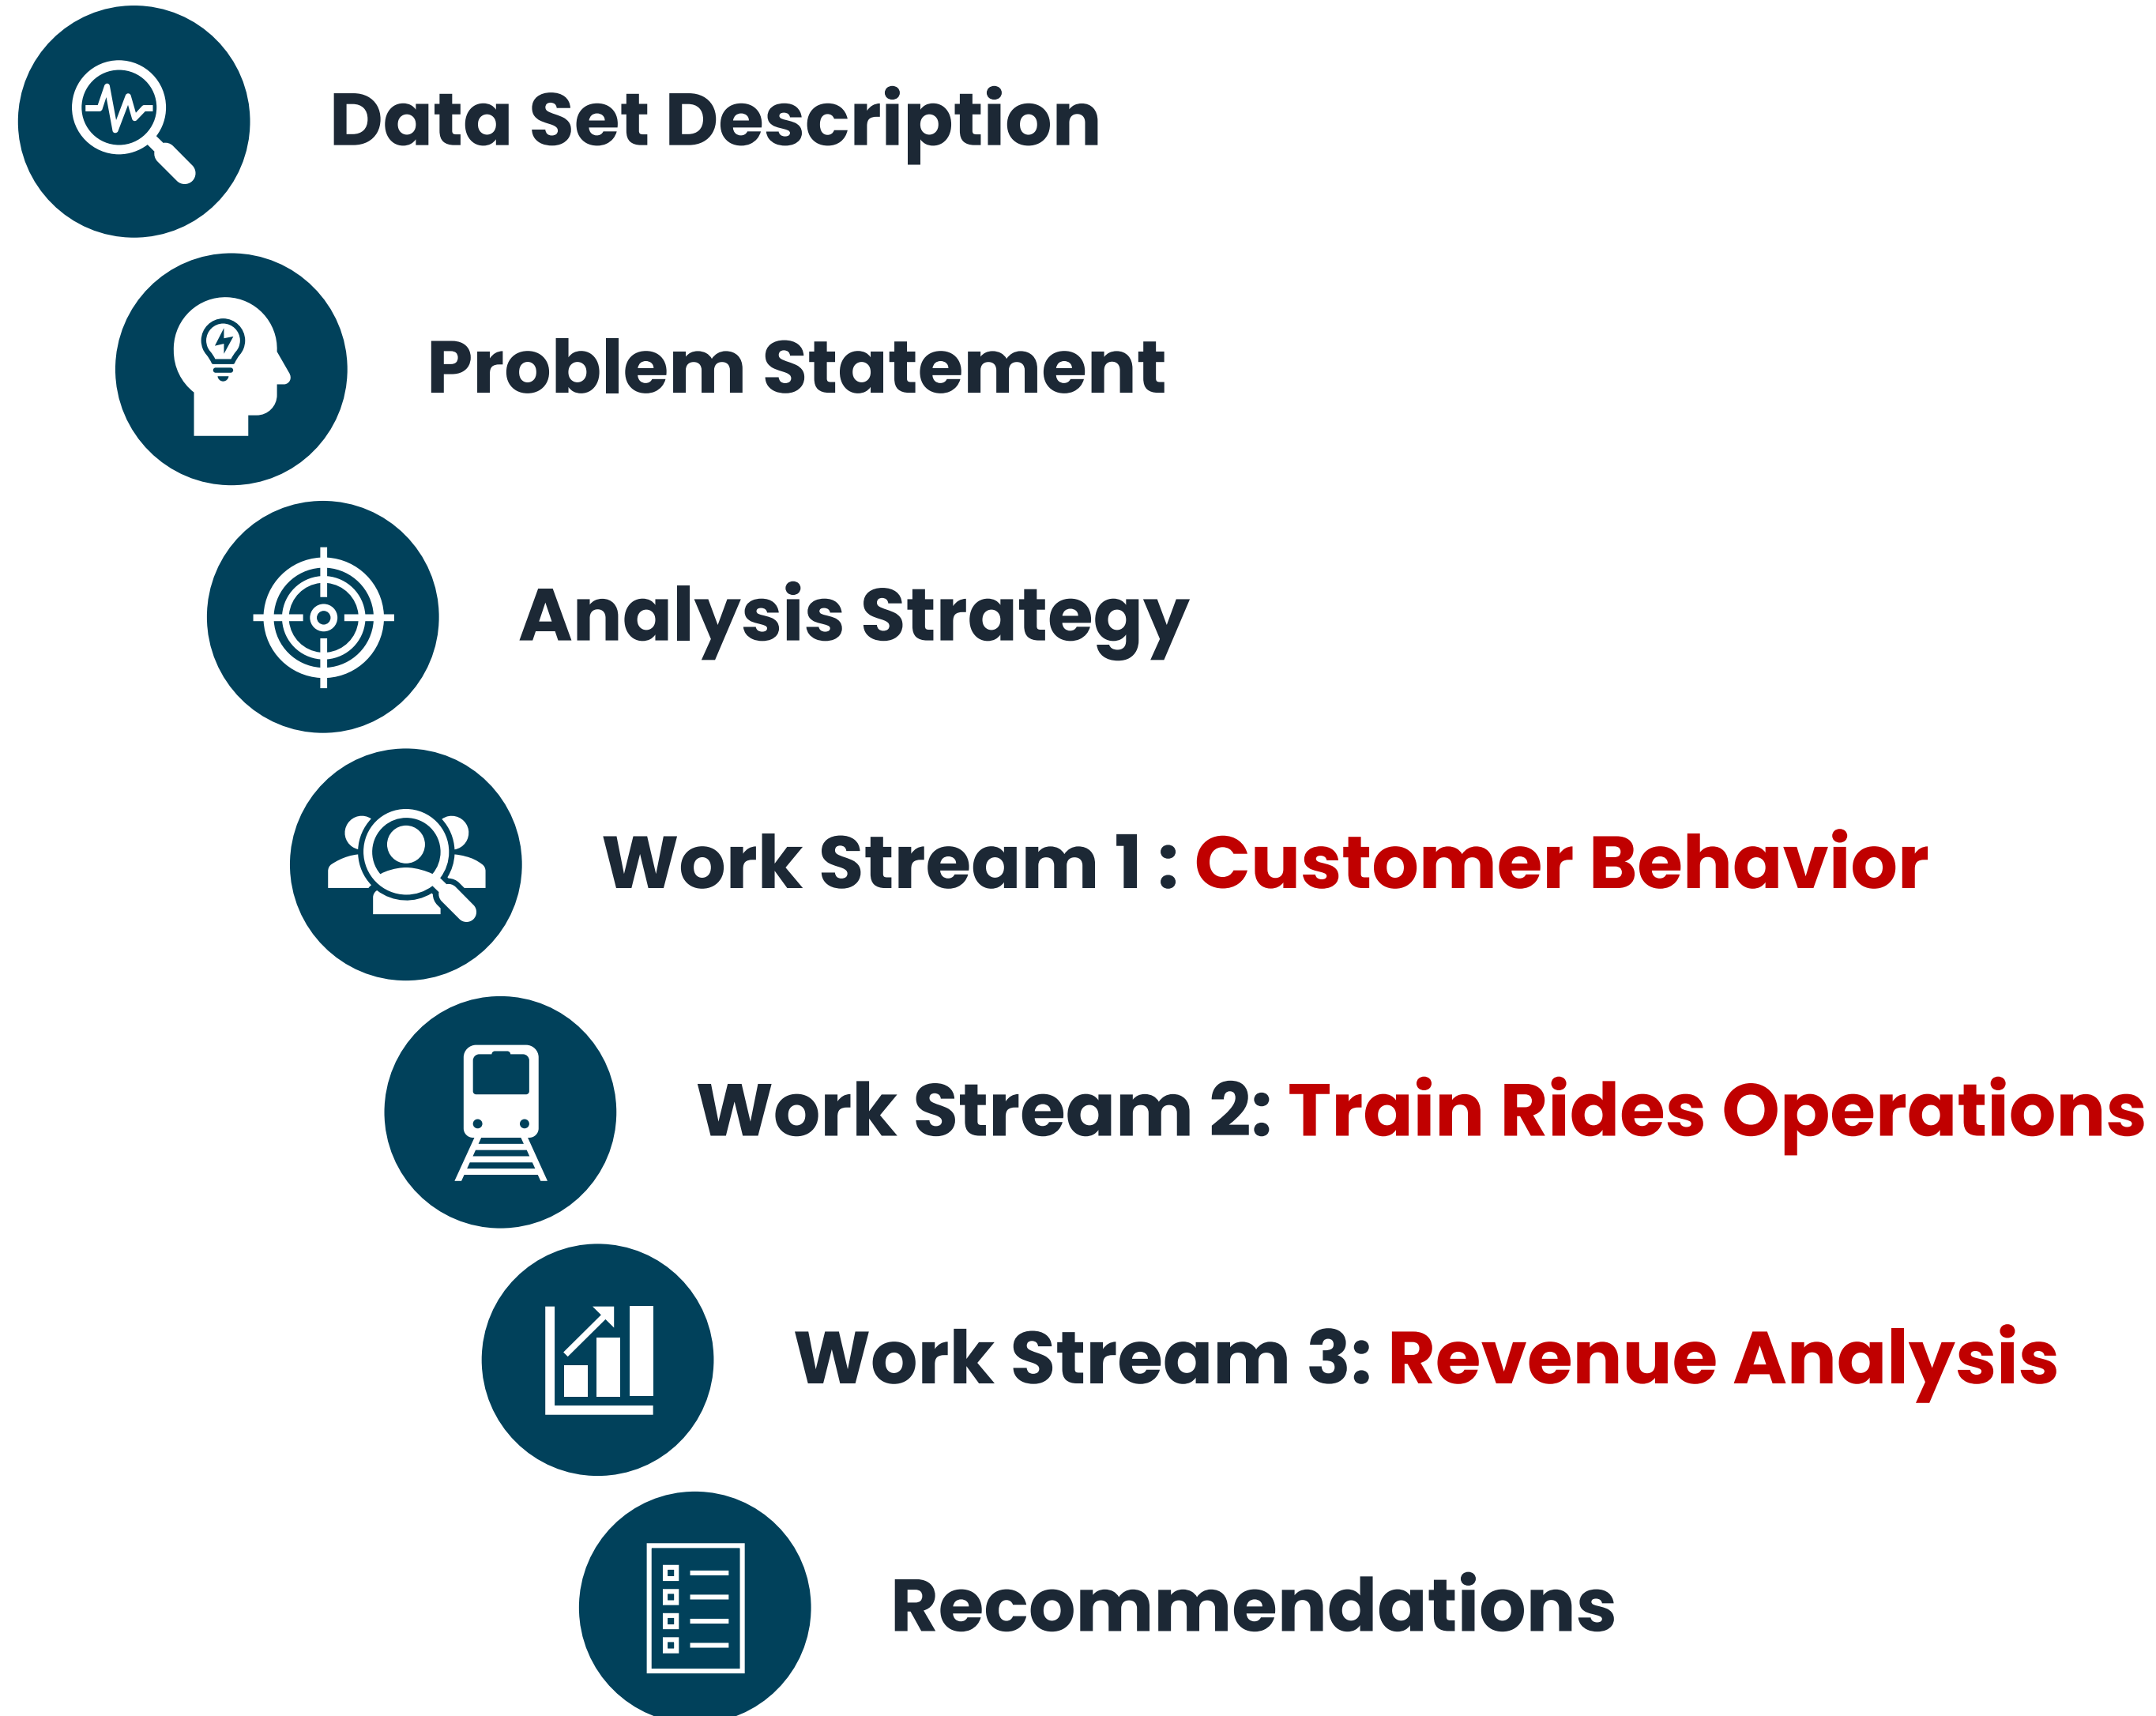 Data Set Description
Problem Statement
Analysis Strategy
Work Stream 1 : Customer Behavior
Work Stream 2: Train Rides Operations
Work Stream 3: Revenue Analysis
Recommendations